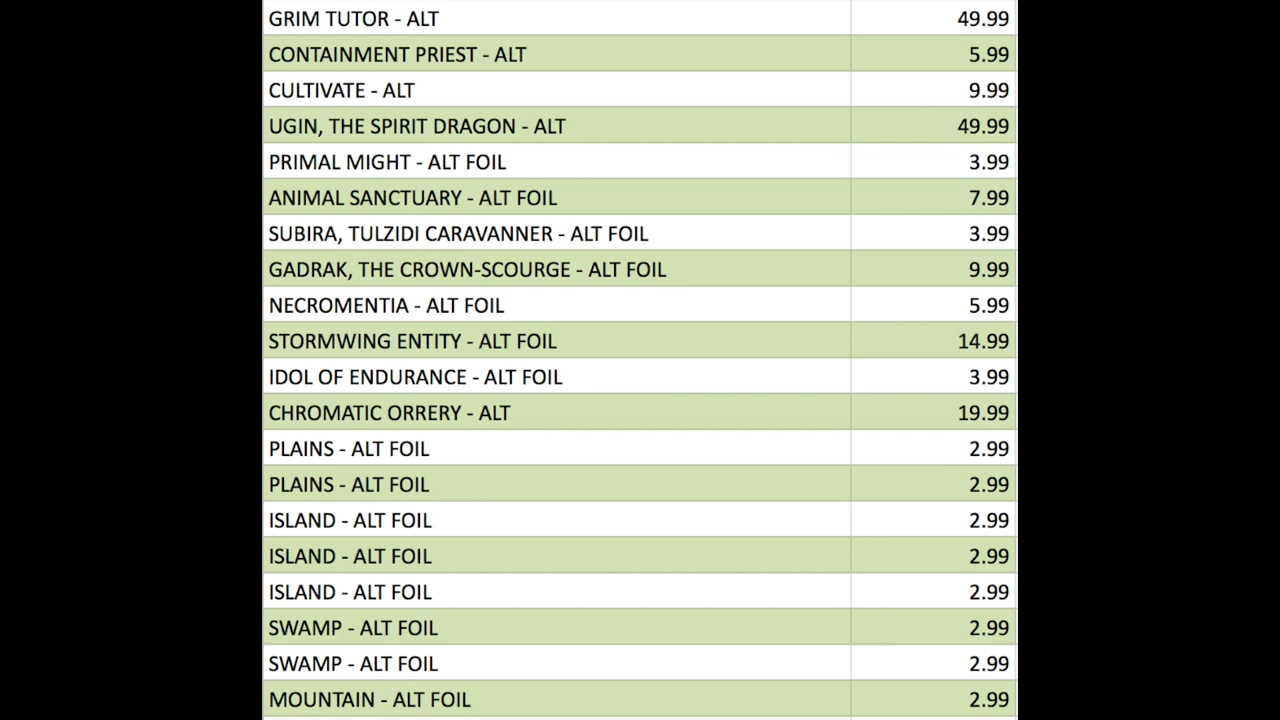 GRIM TUTOR - ALT 49.99
CONTAINMENT PRIEST - ALT 5.99
CULTIVATE - ALT 9.99
UGIN, THE SPIRIT DRAGON - ALT 49.99
PRIMAL MIGHT - ALT FOIL 3.99
ANIMAL SANCTUARY - ALT FOIL 7.99
SUBIRA, TULZIDI CARAVANNER - ALT FOIL 3.99
GADRAK, THE CROWN-SCOURGE - ALT FOIL 9.99
NECROMENTIA - ALT FOIL 5.99
STORMWING ENTITY - ALT FOIL 14.99
IDOL OF ENDURANCE - ALT FOIL 3.99
CHROMATIC ORRERY - ALT 19.99
PLAINS - ALT FOIL 2.99
PLAINS - ALT FOIL 2.99
ISLAND - ALT FOIL 2.99
ISLAND - ALT FOIL 2.99
ISLAND - ALT FOIL 2.99
SWAMP - ALT FOIL 2.99
SWAMP - ALT FOIL 2.99
MOUNTAIN - ALT FOIL 2.99